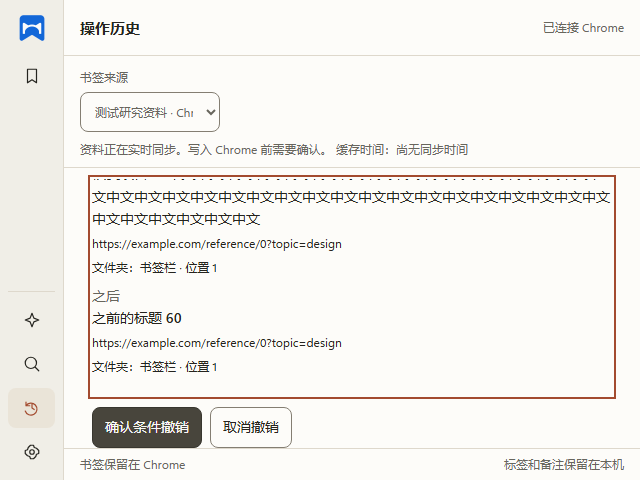 操作历史
已连接 Chrome
书签来源
测试研究资料 · Chr
资料正在实时同步。写入 Chrome 前需要确认。 缓存时间：尚无同步时间
文中文中文中文中文中文中文中文中文中文中文中文中文中文中文中文中文中文中文中文
中文中文中文中文中文中文
https://example.com/reference/0?topic=design
文件夹：书签栏 · 位置 1
之后
之前的标题 60
https://example.com/reference/0?topic=design
文件夹：书签栏 · 位置 1
确认条件撤销
取消撤销
书签保留在 Chrome
标签和备注保留在本机